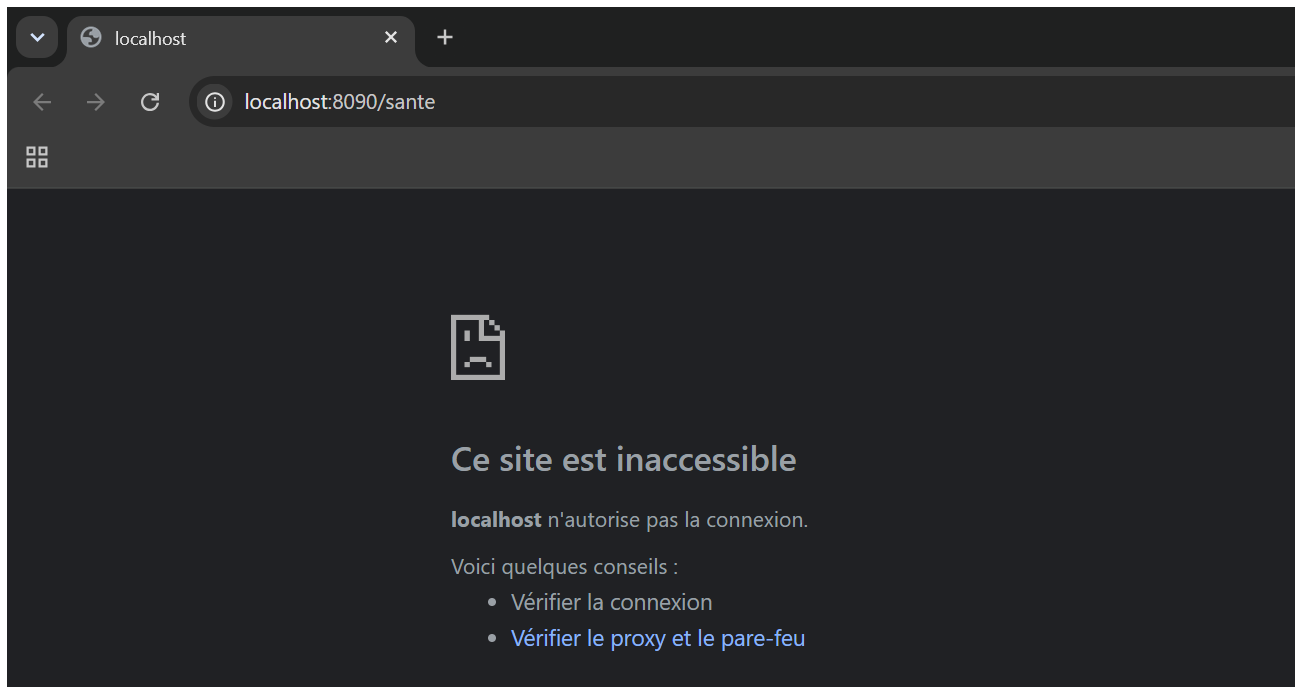 localhost
localhost:8090/sante
Ce site est inaccessible
localhost n'autorise pas la connexion.
Voici quelques conseils :
Vérifier la connexion
Vérifier le proxy et le pare-feu